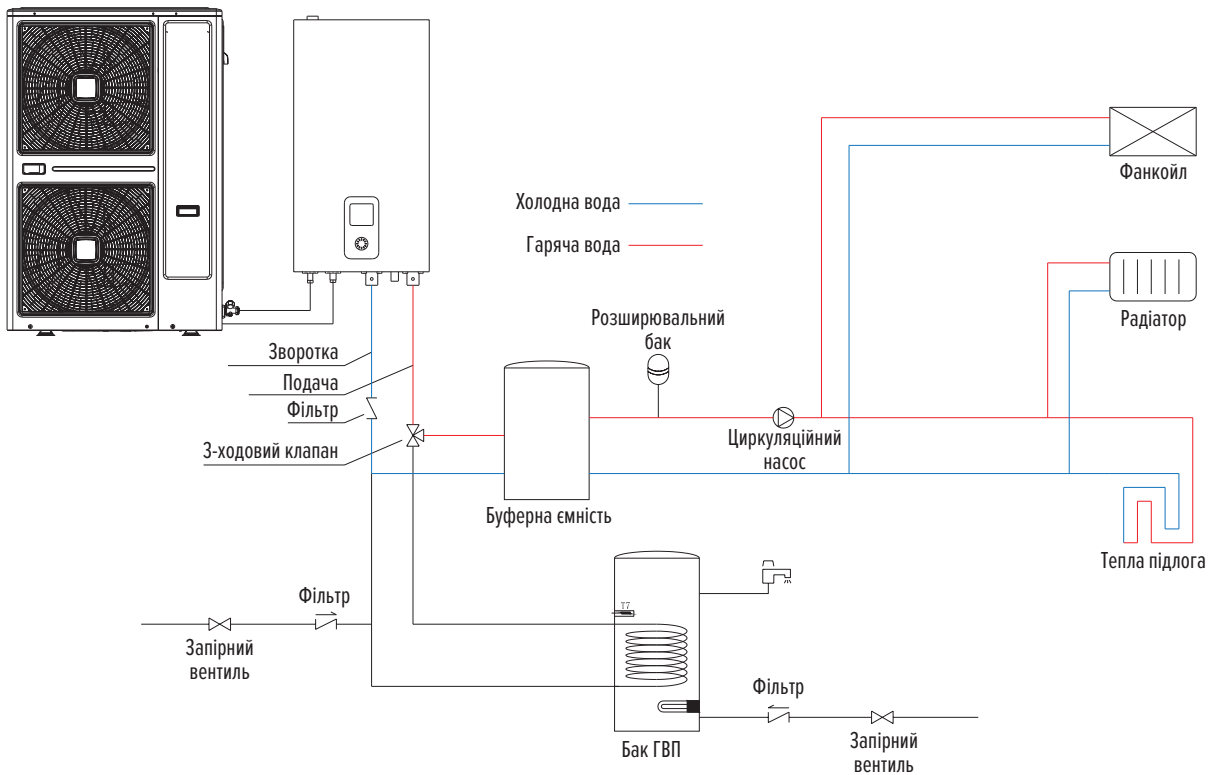 Фанкойл
Холодна вода
Гаряча вода
Розширювальний
бак
Радіатор
Зворотка
Подача
Фільтр
3-ходовий клапан
Циркуляційний
насос
Буферна ємність
Тепла підлога
Фільтр
T7
Запірний
вентиль
Фільтр
Бак ГВП
Запірний
вентиль